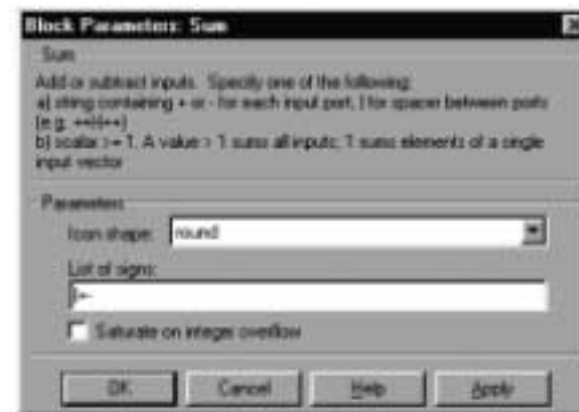 Block Parameters: Sum
Sum
Add or subtract inputs. Specify one of the following:
a) string containing + or - for each input port, | for spacer between ports
(e.g. ++|-|++)
b) scalar >= 1. A value > 1 sums all inputs; 1 sums elements of a single
input vector
Parameters
Icon shape: round
List of signs:
|+-
Saturate on integer overflow
OK Cancel Help Apply